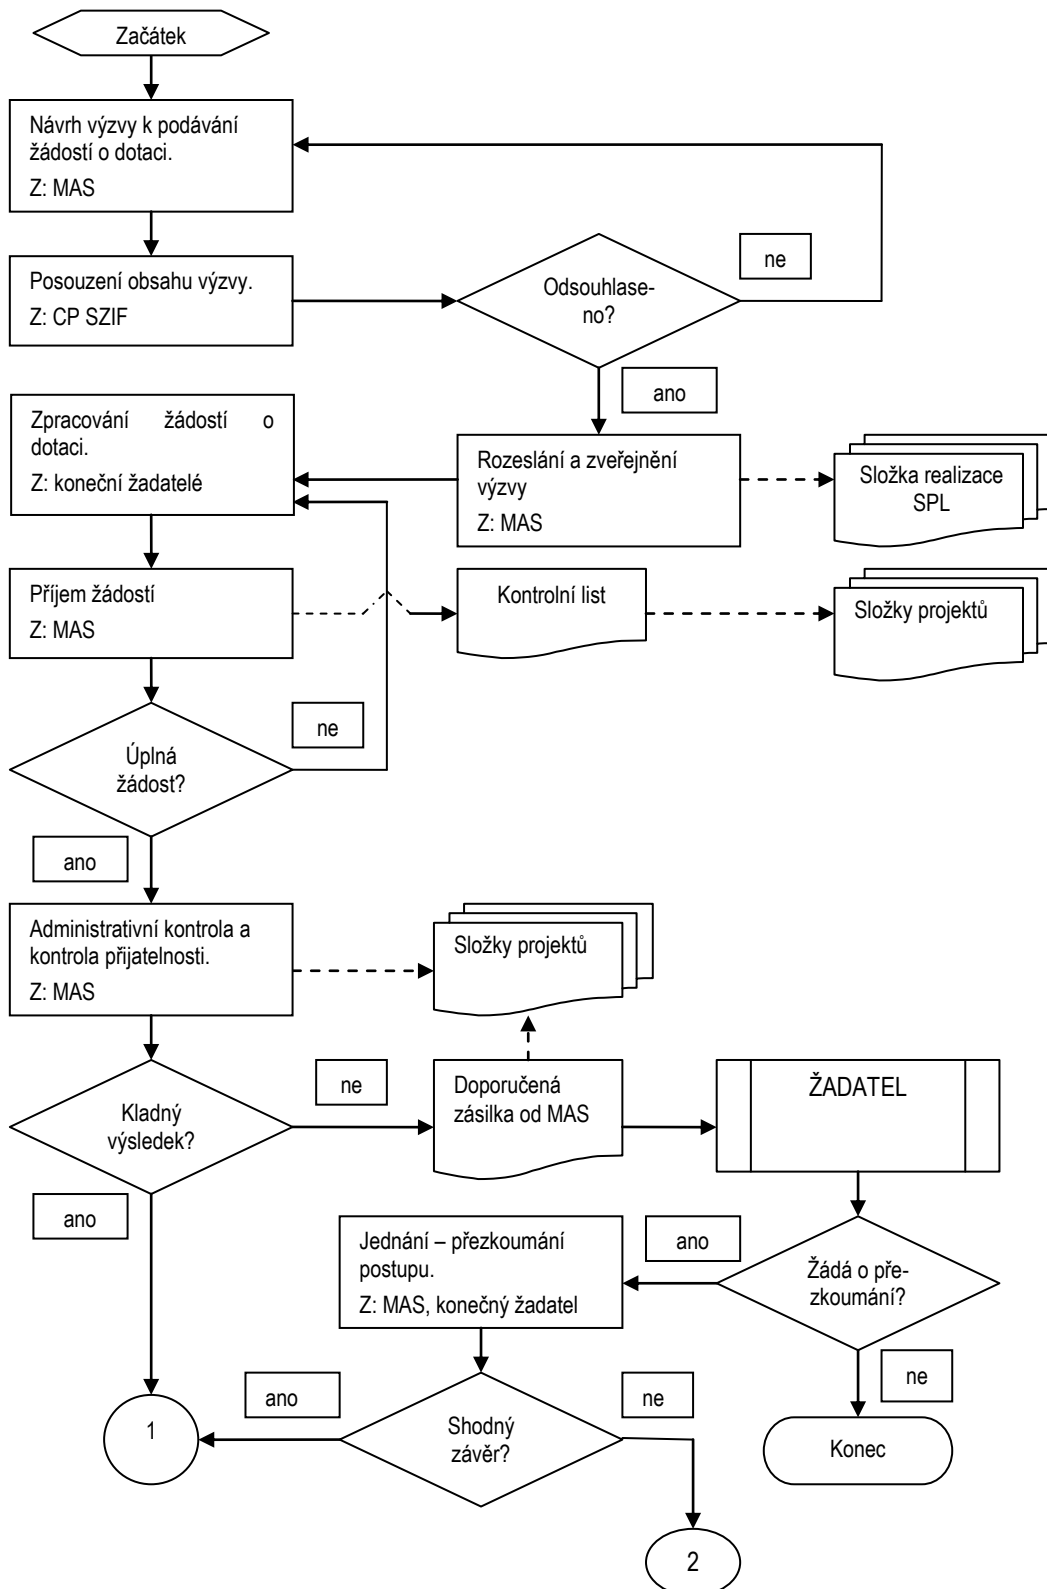 Začátek
Návrh výzvy k podávání
žádostí o dotaci.
Z: MAS
ne
Posouzení obsahu výzvy.
Z: CP SZIF
Odsouhlase-
no?
ano
Zpracování žádostí o
dotaci.
Z: koneční žadatelé
Rozeslání a zveřejnění
výzvy
Z: MAS
Složka realizace
SPL
Příjem žádostí
Z: MAS
Kontrolní list
Složky projektů
ne
Úplná
žádost?
ano
Administrativní kontrola a
kontrola přijatelnosti.
Z: MAS
Složky projektů
ne
Kladný
výsledek?
Doporučená
zásilka od MAS
ŽADATEL
ano
Jednání – přezkoumání
postupu.
Z: MAS, konečný žadatel
ano
Žádá o pře-
zkoumání?
ne
ano
ne
1
Shodný
závěr?
Konec
2